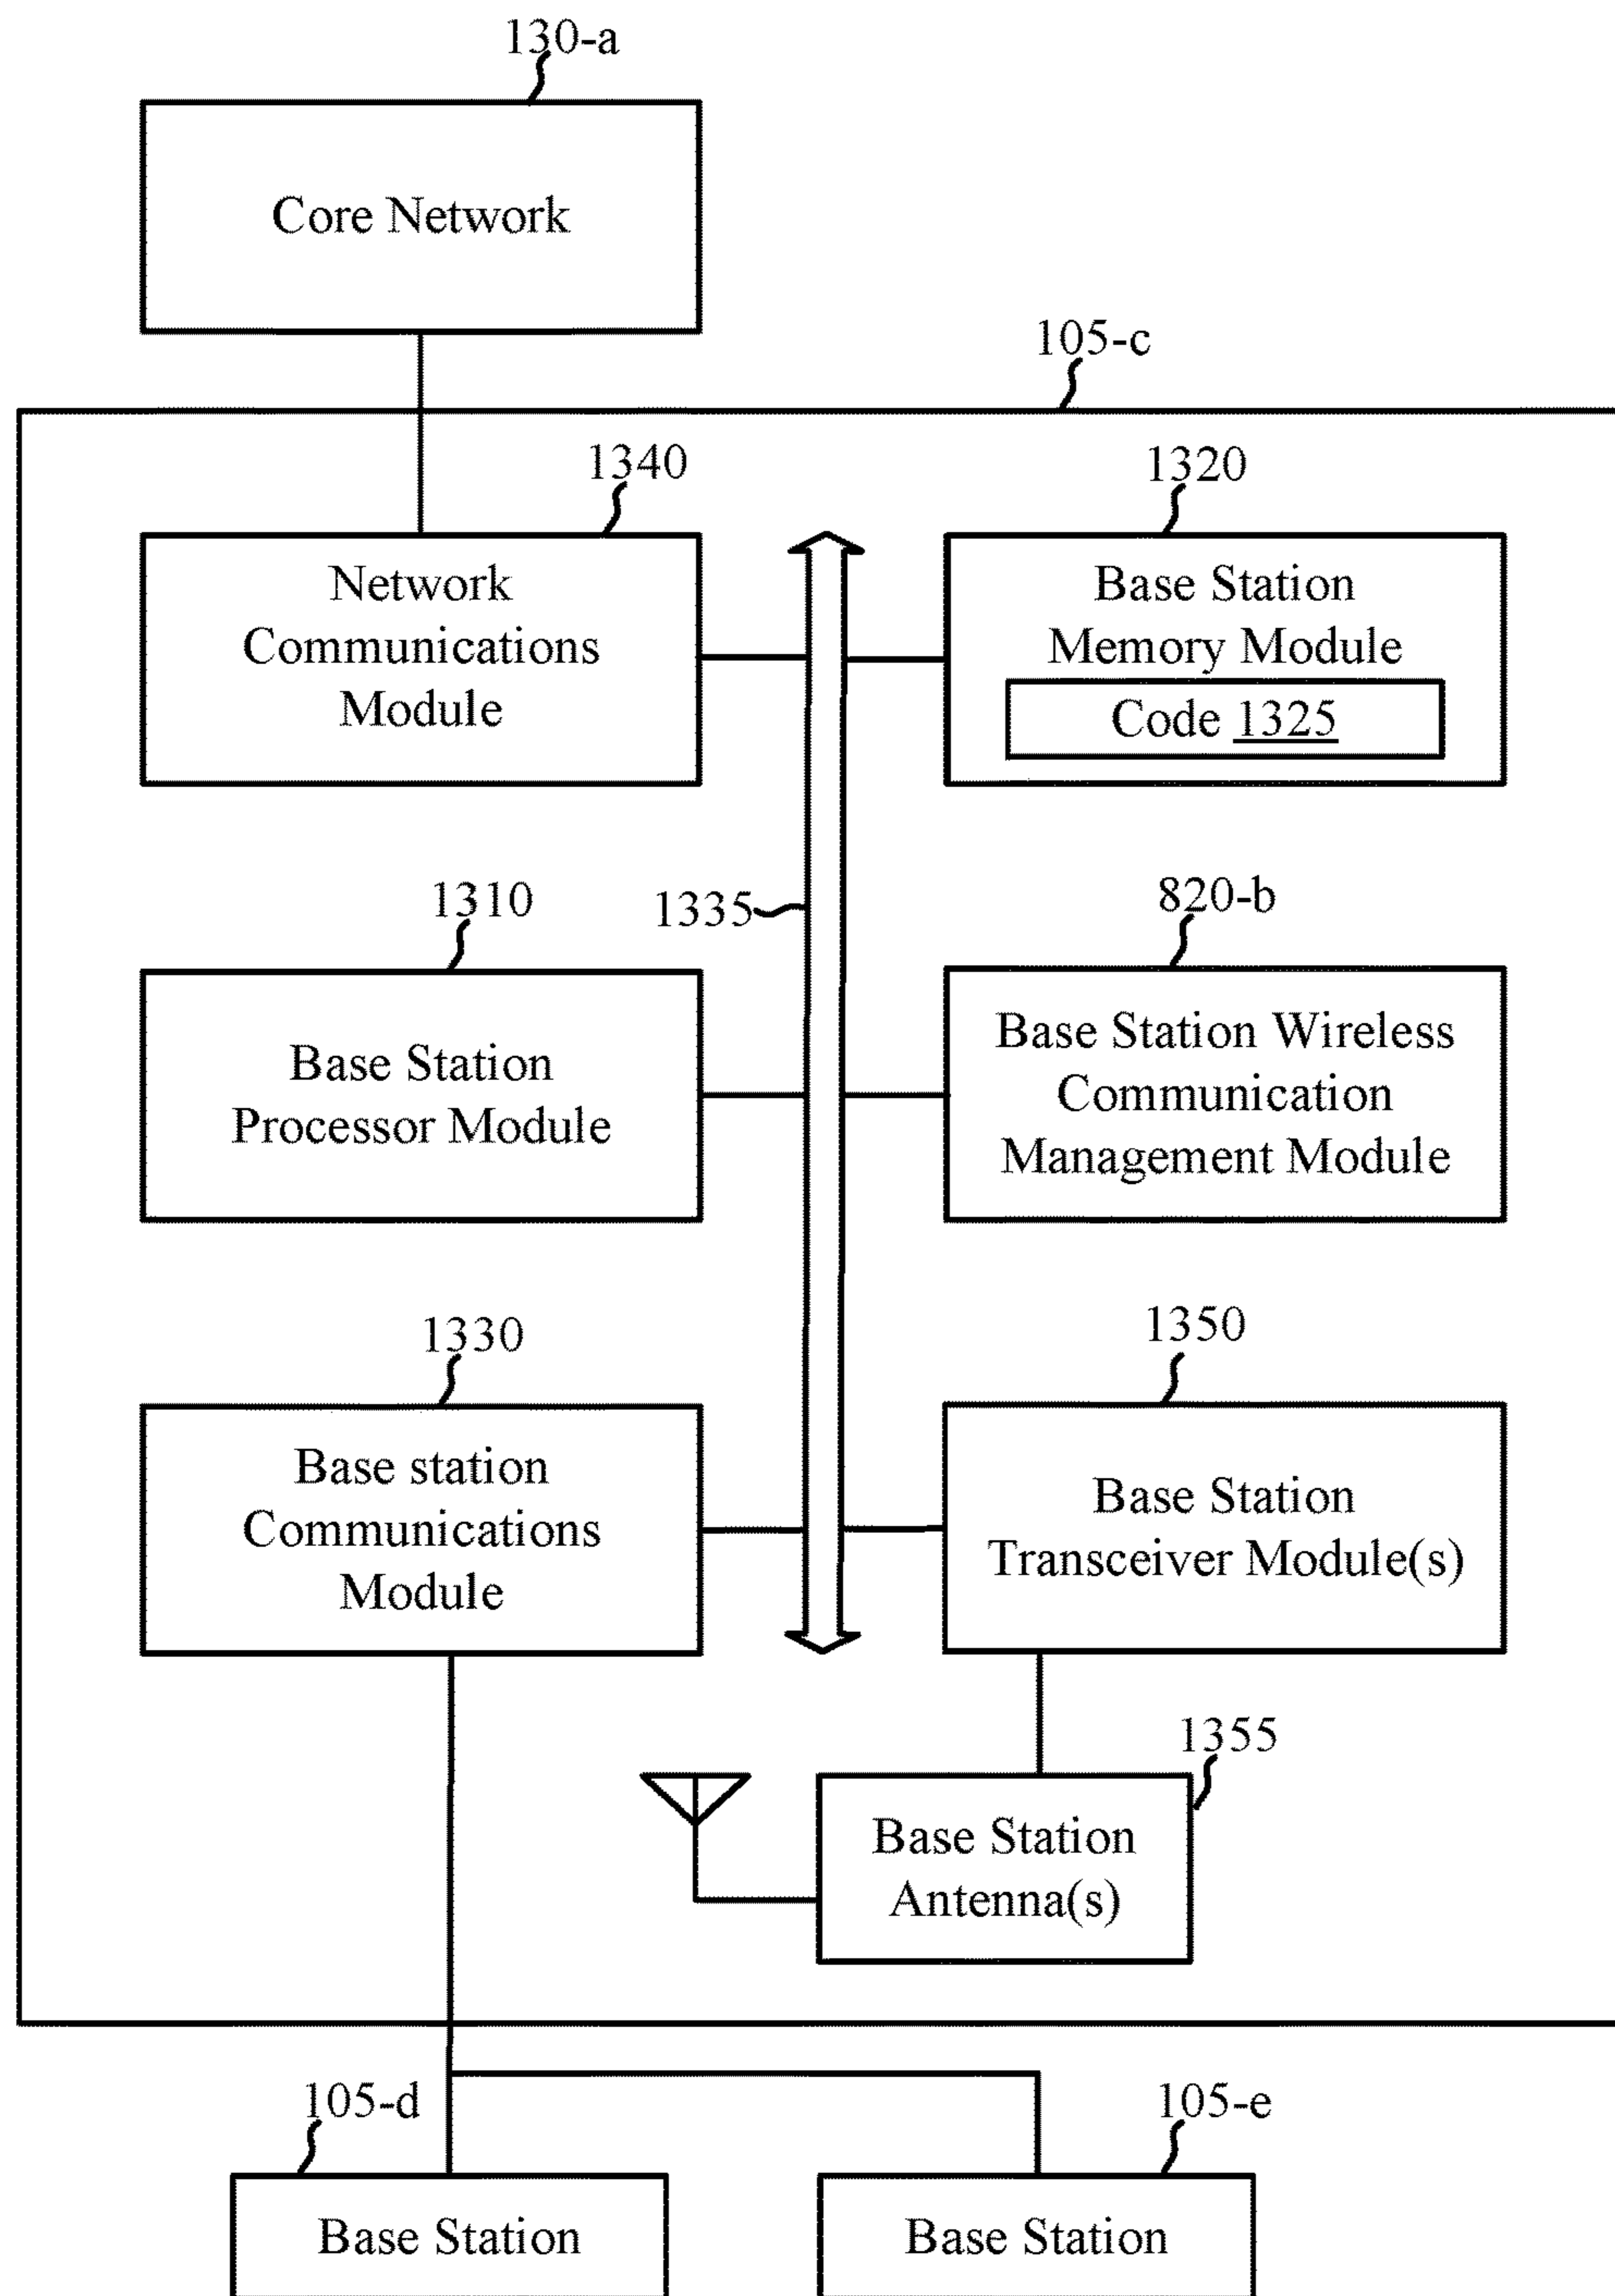 130-a
Core Network
105-c
1340
1320
Network
Communications
Module
Base Station
Memory Module
Code 1325
1310
1335
820-b
Base Station
Processor Module
Base Station Wireless
Communication
Management Module
1330
1350
Base station
Communications
Module
Base Station
Transceiver Module(s)
1355
Base Station
Antenna(s)
105-d
105-e
Base Station
Base Station